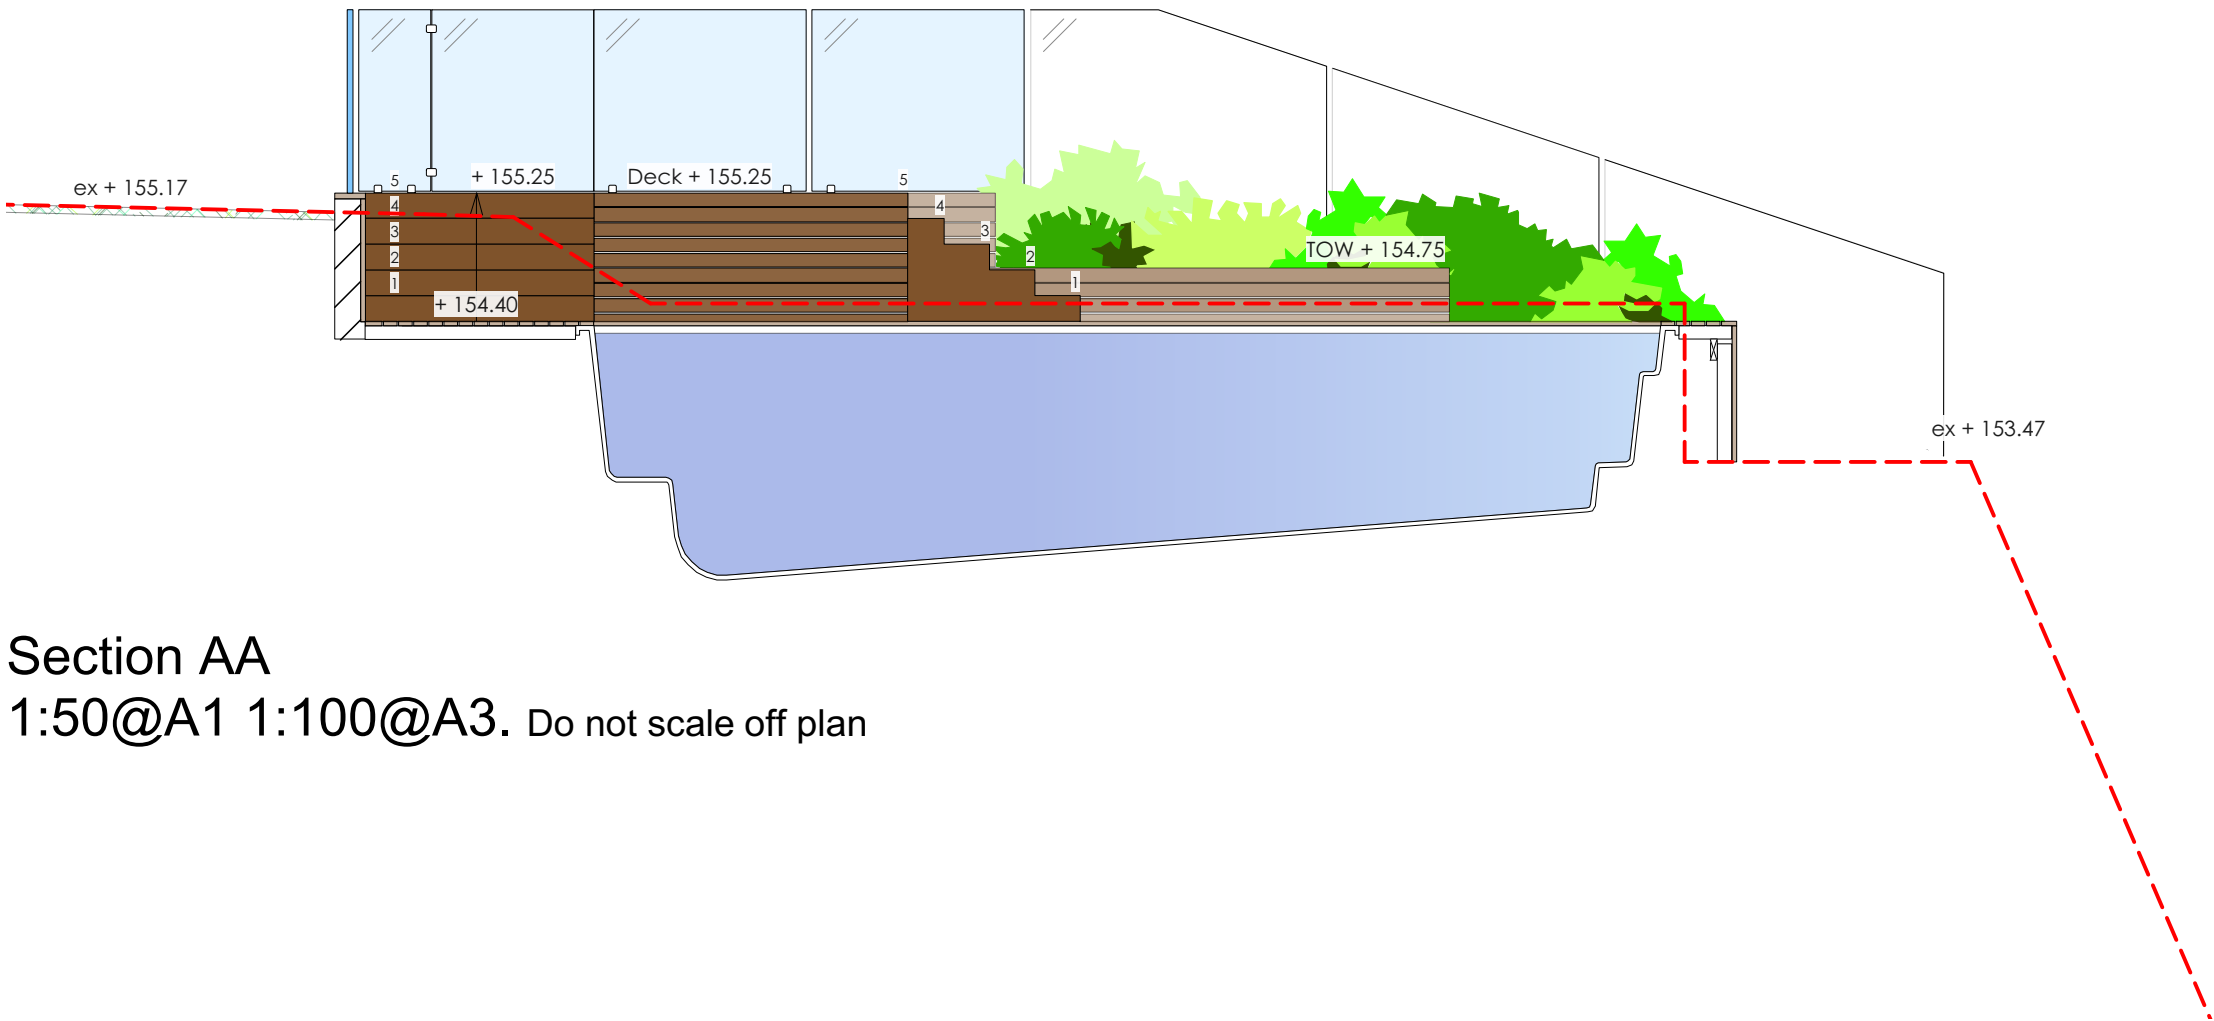 ex + 155.17
5
+ 155.25
Deck + 155.25
5
4
3
2
1
+ 154.40
4
3
2
1
TOW + 154.75
ex + 153.47
Section AA
1:50@A1 1:100@A3. Do not scale off plan